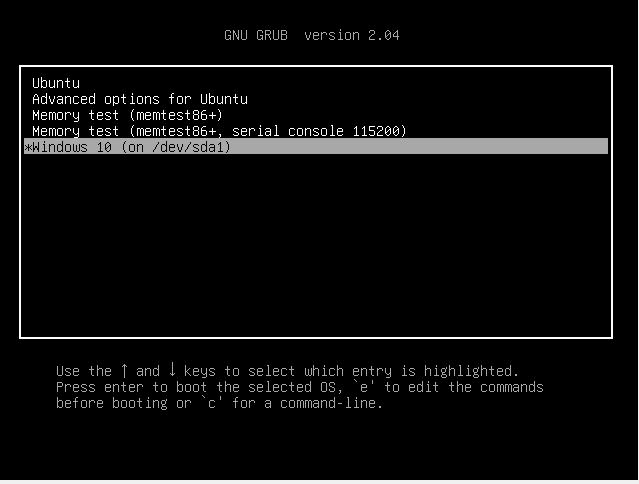 GNU GRUB  version 2.04
Ubuntu
Advanced options for Ubuntu
Memory test (memtest86+)
Memory test (memtest86+, serial console 115200)
*Windows 10 (on /dev/sda1)
Use the ↑ and ↓ keys to select which entry is highlighted.
Press enter to boot the selected OS, `e' to edit the commands
before booting or `c' for a command-line.